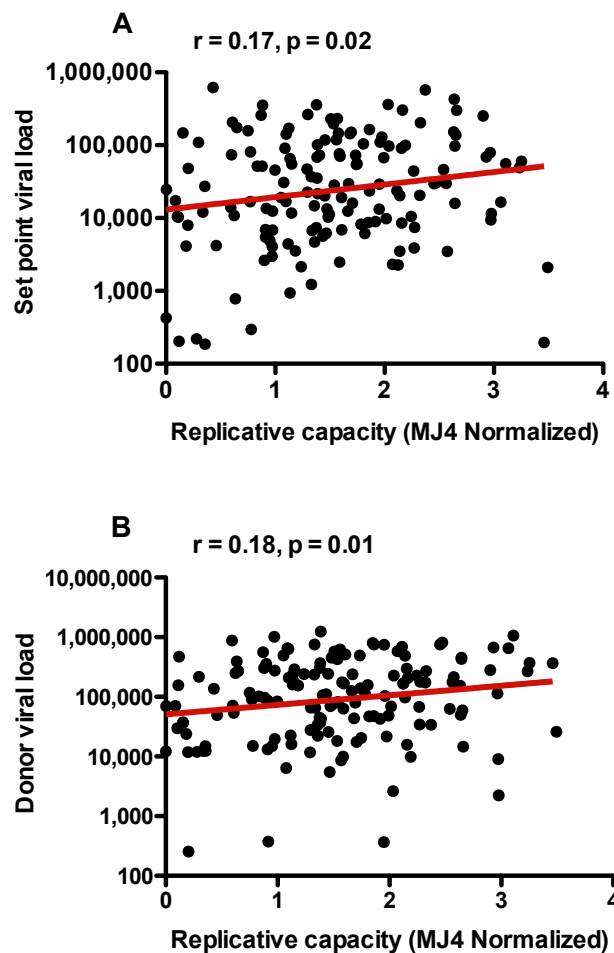 A
r = 0.17, p = 0.02
Set point viral load
1,000,000
100,000
10,000
1,000
100
0 1 2 3 4
Replicative capacity (MJ4 Normalized)
B
r = 0.18, p = 0.01
Donor viral load
10,000,000
1,000,000
100,000
10,000
1,000
100
0 1 2 3 4
Replicative capacity (MJ4 Normalized)